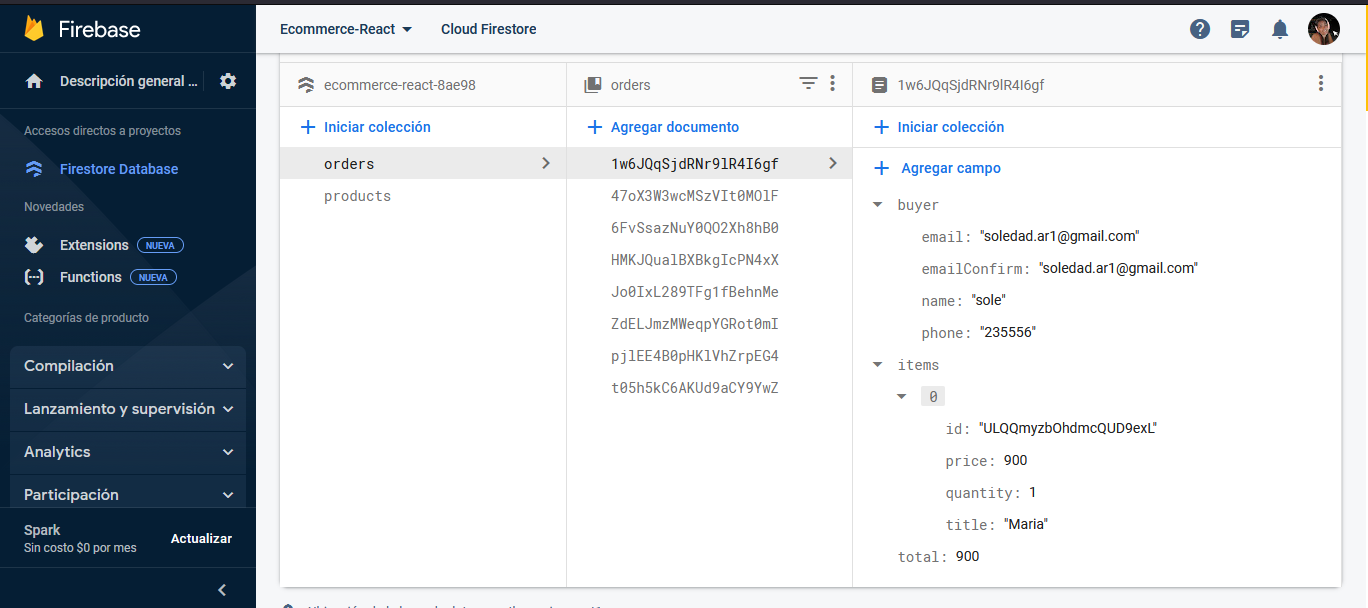 Firebase
Ecommerce-React
Cloud Firestore
Descripción general ...
Accesos directos a proyectos
Firestore Database
Novedades
Extensions NUEVA
Functions NUEVA
Categorías de producto
Compilación
Lanzamiento y supervisión
Analytics
Participación
Spark
Sin costo $0 por mes
Actualizar
ecommerce-react-8ae98
Iniciar colección
orders
products
orders
Agregar documento
1w6JQqSjdRNr9lR4I6gf
47oX3W3wcMSzVIt0MOlF
6FvSsazNuY0QO2Xh8hB0
HMKJQualBXBkgIcPN4xX
Jo0IxL289TFg1fBehnMe
ZdELJmzMWeqpYGRot0mI
pjlEE4B0pHKlVhZrpEG4
t05h5kC6AKUd9aCY9YwZ
1w6JQqSjdRNr9lR4I6gf
Iniciar colección
Agregar campo
buyer
email: "soledad.ar1@gmail.com"
emailConfirm: "soledad.ar1@gmail.com"
name: "sole"
phone: "235556"
items
0
id: "ULQQmyzbOhdmcQUD9exL"
price: 900
quantity: 1
title: "Maria"
total: 900